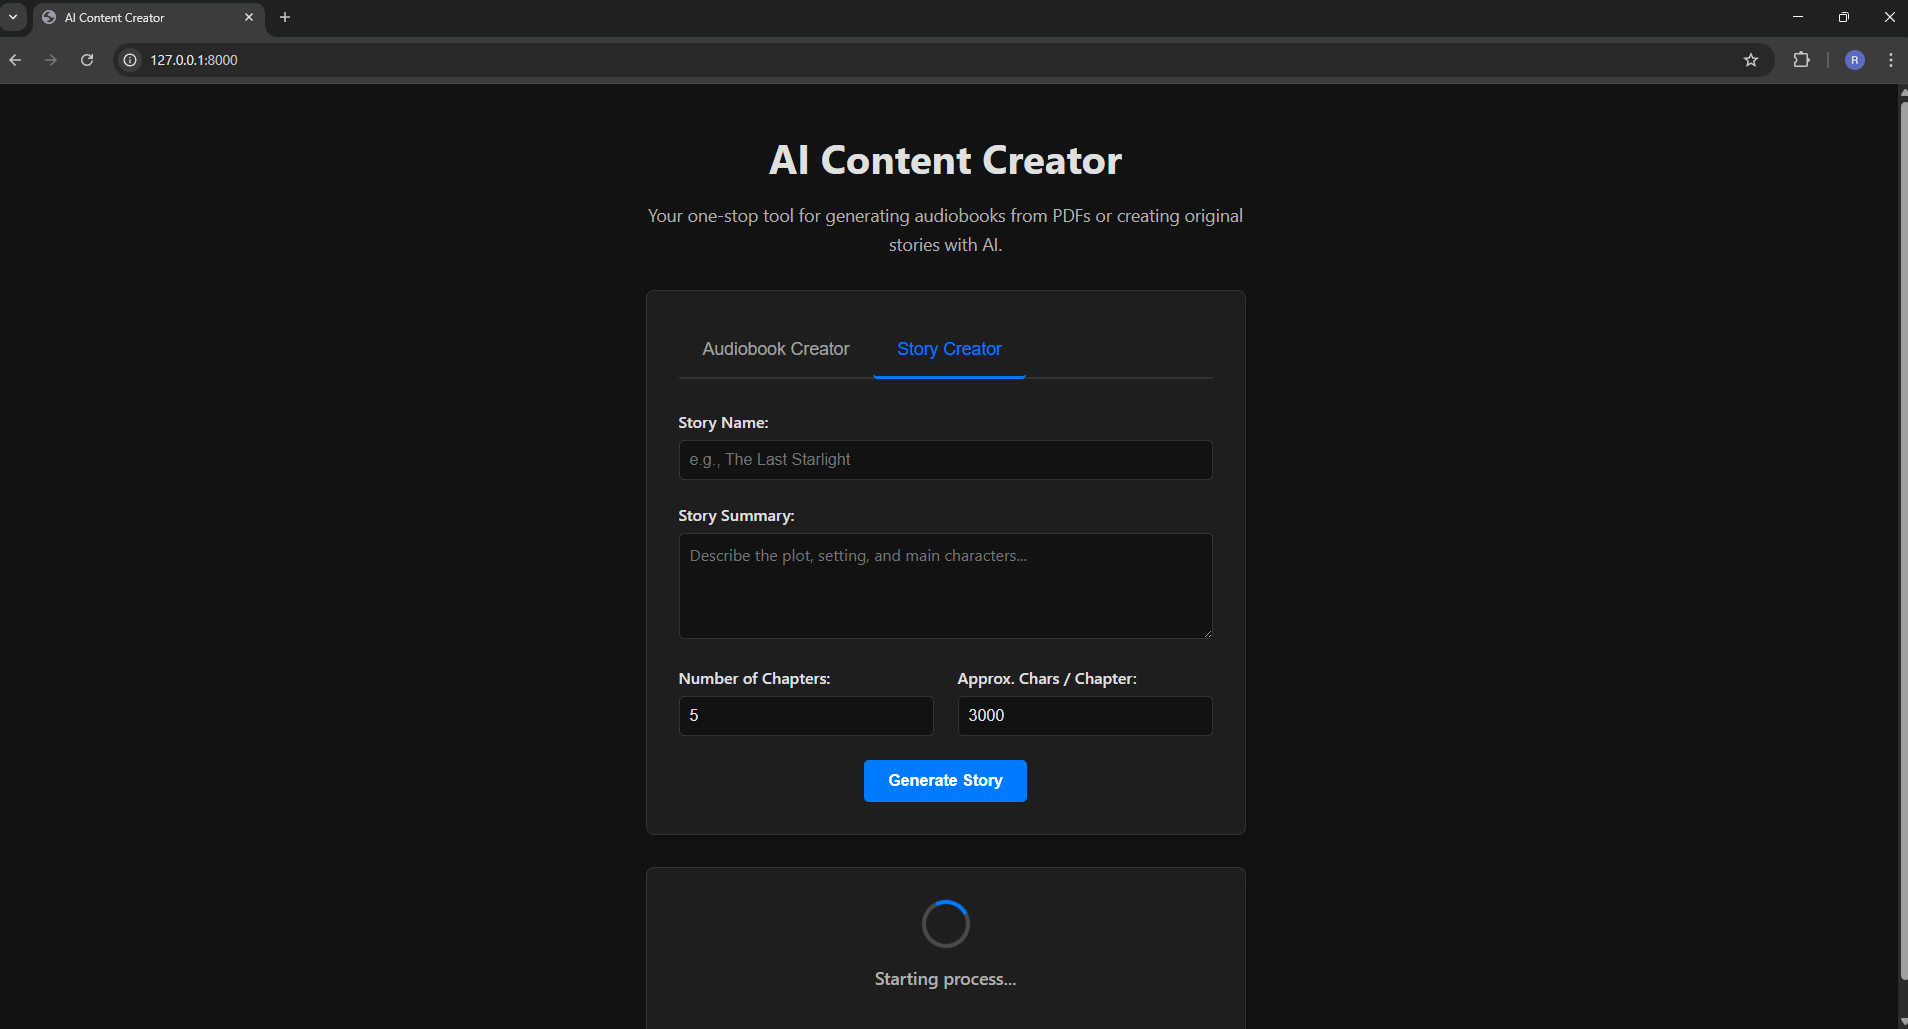 AI Content Creator
127.0.0.1:8000
R
AI Content Creator
Your one-stop tool for generating audiobooks from PDFs or creating original
stories with AI.
Audiobook Creator
Story Creator
Story Name:
e.g., The Last Starlight
Story Summary:
Describe the plot, setting, and main characters...
Number of Chapters:
Approx. Chars / Chapter:
5
3000
Generate Story
Starting process...